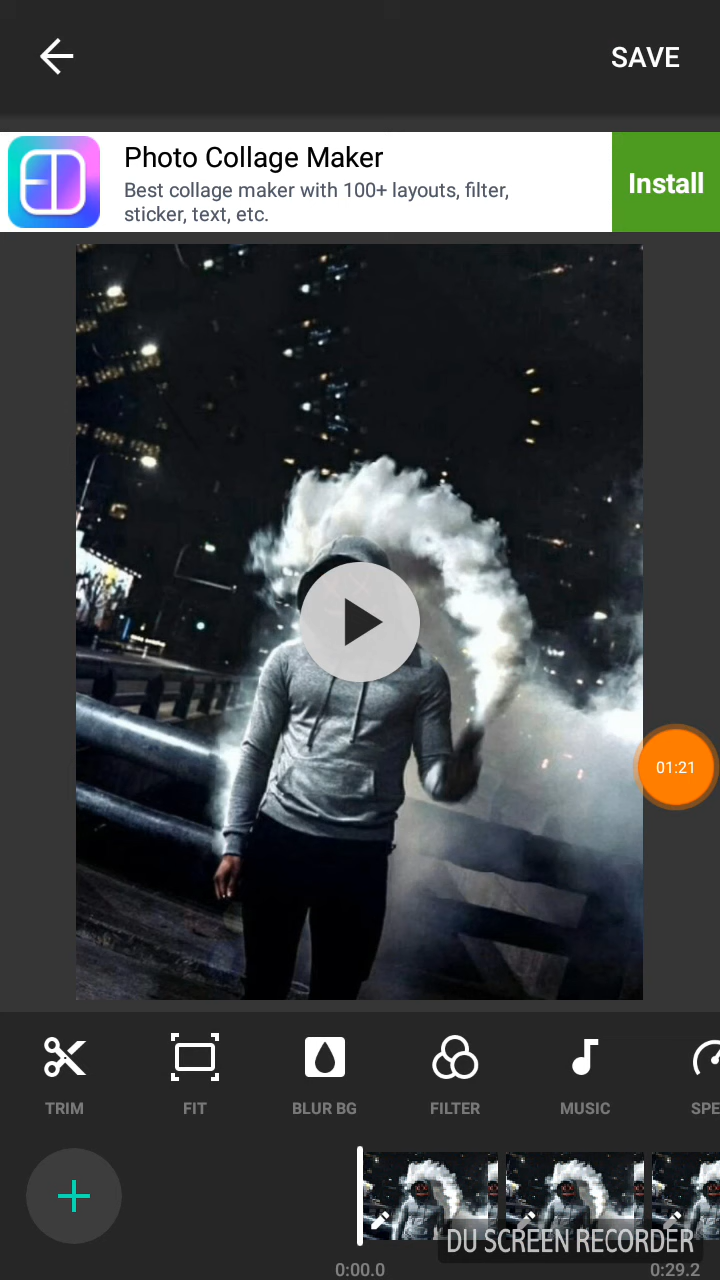 SAVE
Photo Collage Maker
Best collage maker with 100+ layouts, filter,
sticker, text, etc.
Install
01:21
TRIM
FIT
BLUR BG
FILTER
MUSIC
SPE
DU SCREEN RECORDER
0:00.0
0:29.2